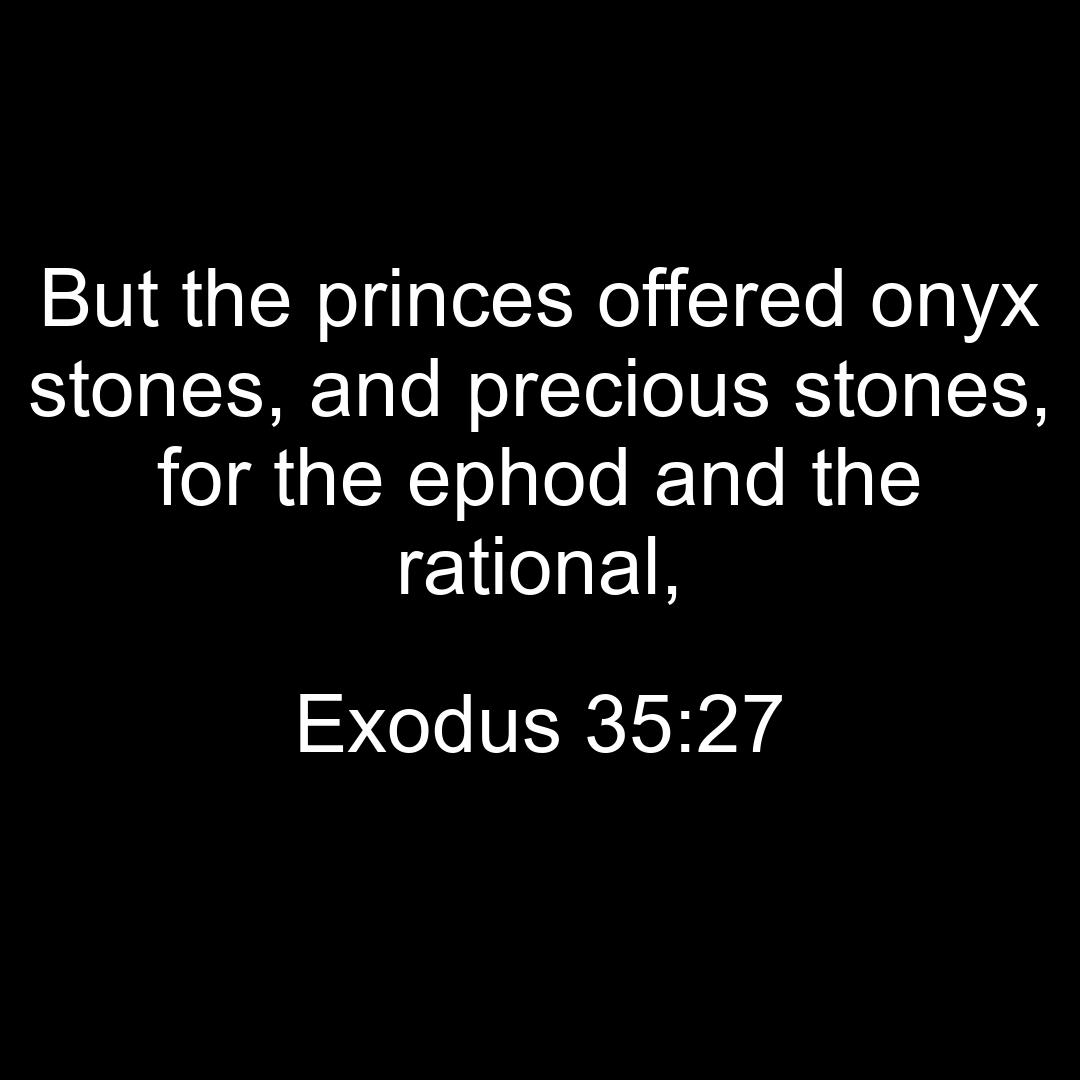 But the princes offered onyx
stones, and precious stones,
for the ephod and the
rational,
Exodus 35:27